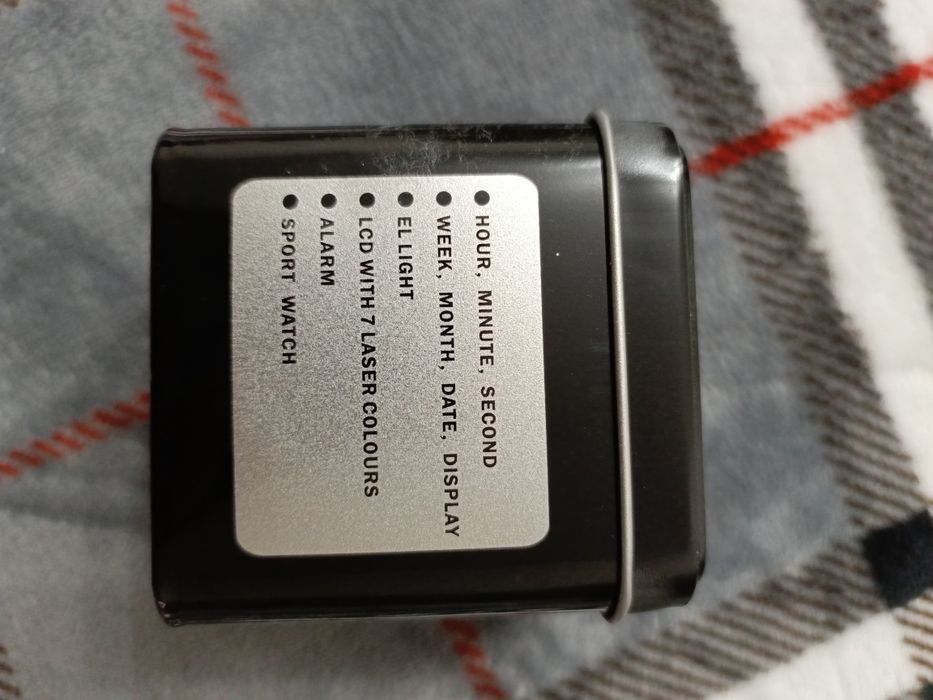 ● HOUR, MINUTE, SECOND
● WEEK, MONTH, DATE, DISPLAY
● EL LIGHT
● LCD WITH 7 LASER COLOURS
● ALARM
● SPORT WATCH